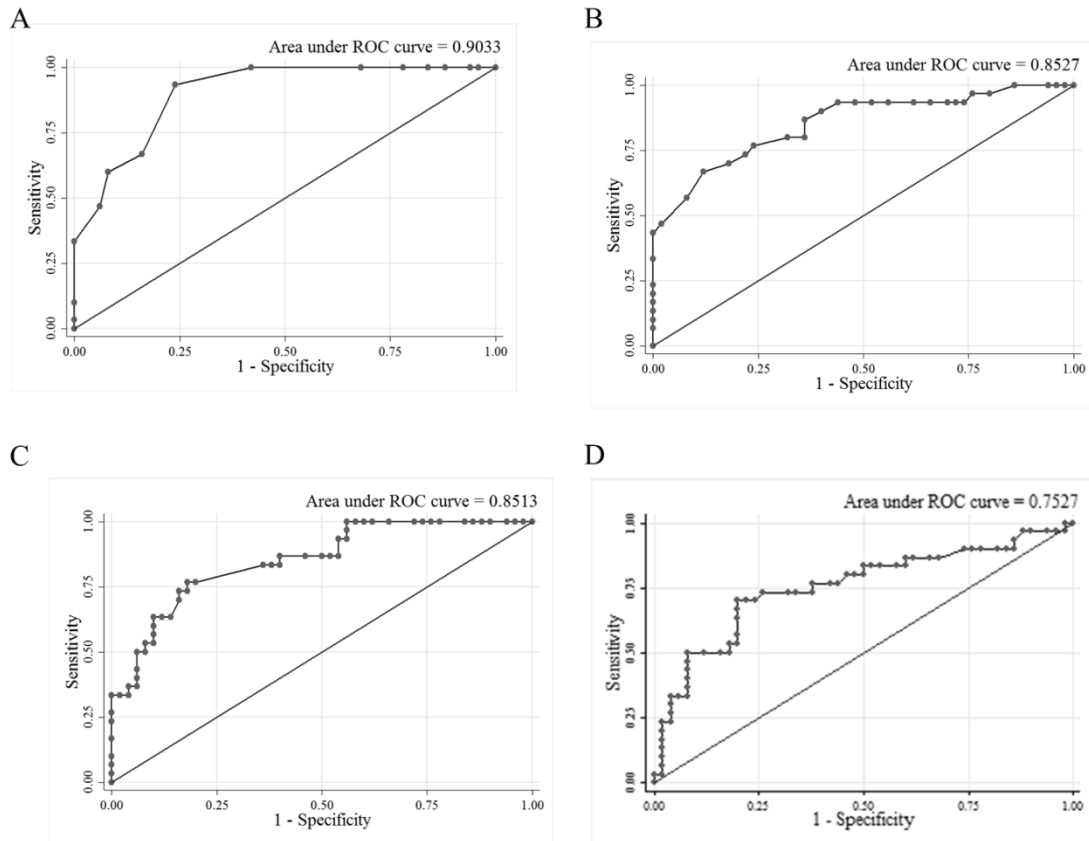 A
Area under ROC curve = 0.9033
Sensitivity
0.00 0.25 0.50 0.75 1.00
0.00 0.25 0.50 0.75 1.00
1 - Specificity
B
Area under ROC curve = 0.8527
Sensitivity
0.00 0.25 0.50 0.75 1.00
0.00 0.25 0.50 0.75 1.00
1 - Specificity
C
Area under ROC curve = 0.8513
Sensitivity
0.00 0.25 0.50 0.75 1.00
0.00 0.25 0.50 0.75 1.00
1 - Specificity
D
Area under ROC curve = 0.7527
Sensitivity
0.00 0.25 0.50 0.75 1.00
0.00 0.25 0.50 0.75 1.00
1 - Specificity